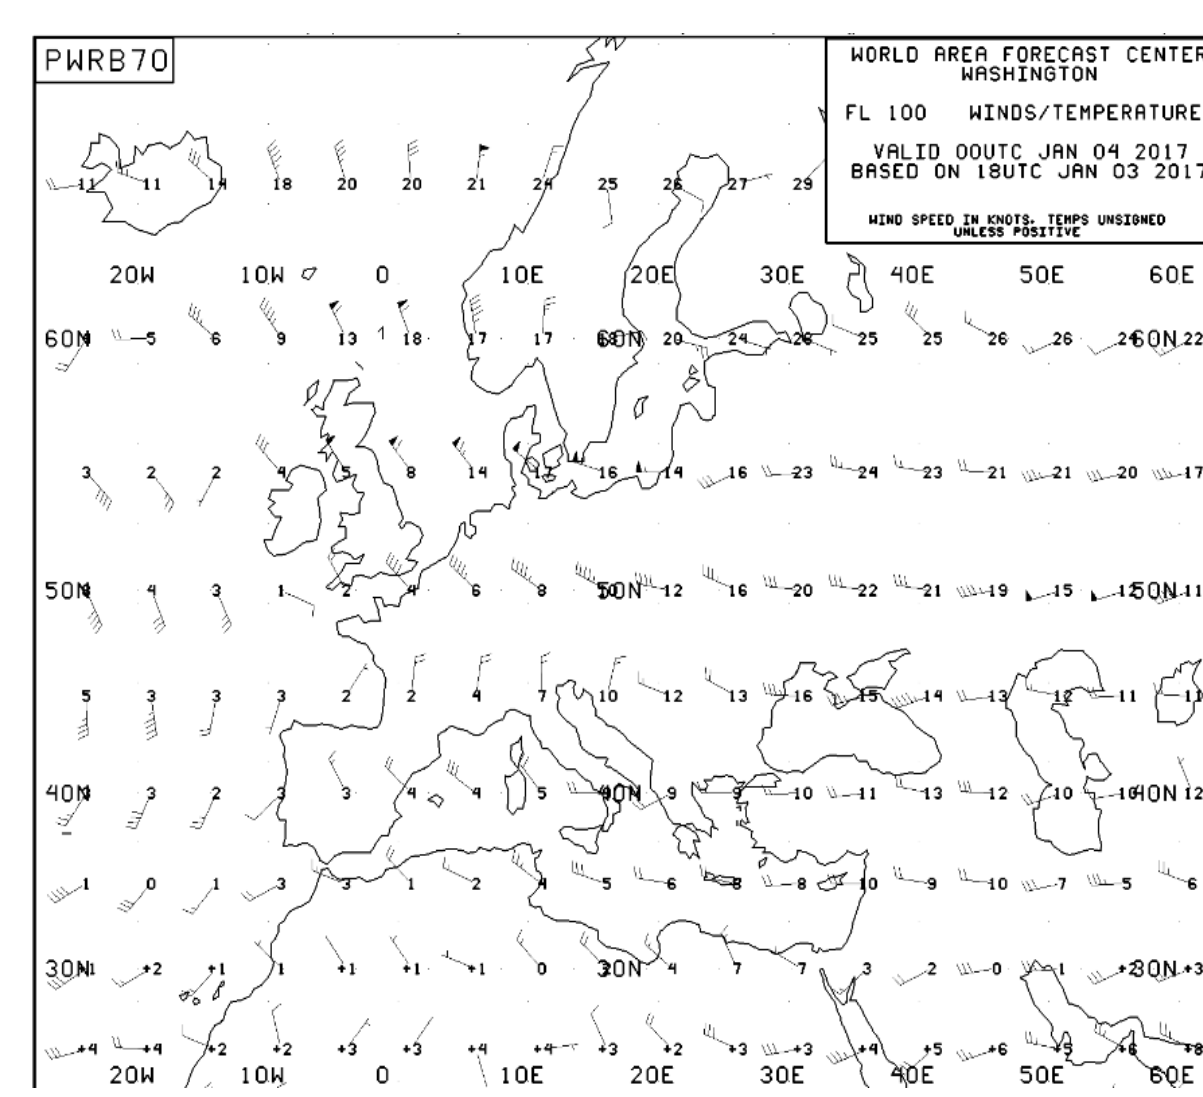 PWRB70
WORLD AREA FORECAST CENTER
WASHINGTON
FL 100 WINDS/TEMPERATURE
VALID 00UTC JAN 04 2017
BASED ON 18UTC JAN 03 2017
WIND SPEED IN KNOTS. TEMPS UNSIGNED
UNLESS POSITIVE
11 11 14 18 20 20 21 24 25 26 27 29
20W 10W 0 10E 20E 30E 40E 50E 60E
60N 5 6 9 13 18 17 17 60N 20 24 26 25 25 26 26 24 60N 22
3 2 2 4 5 8 14 16 14 16 23 24 23 21 21 20 17
50N 4 3 1 2 4 6 8 50N 12 16 20 22 21 19 15 12 50N 11
5 3 3 3 2 2 4 7 10 12 13 16 15 14 13 12 11 11
40N 3 2 3 3 4 4 5 40N 9 9 10 11 13 12 10 10 40N 12
1 0 1 3 3 1 2 4 5 6 8 8 10 9 10 7 5 6
30N +2 +1 1 +1 +1 +1 0 30N 4 7 7 3 2 0 1 +2 30N +3
+4 +4 +2 +2 +3 +3 +4 +4 +3 +2 +3 +3 +4 +5 +6 +5 +6 +8
20W 10W 0 10E 20E 30E 40E 50E 60E